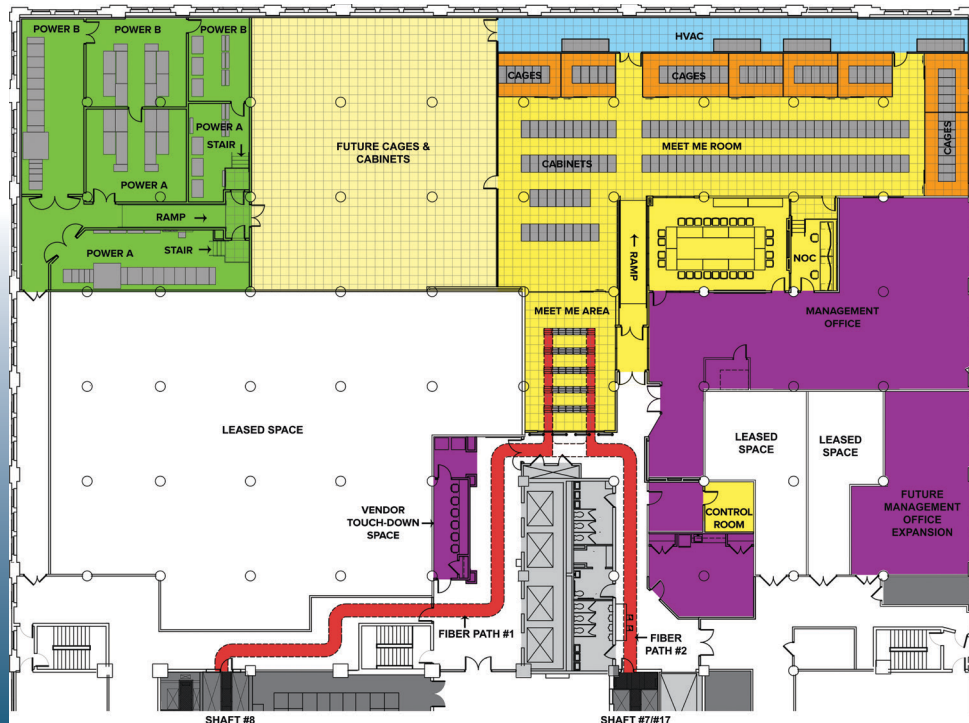 POWER B
POWER B
POWER B
HVAC
CAGES
CAGES
POWER A
STAIR
FUTURE CAGES &
CABINETS
MEET ME ROOM
CABINETS
CAGES
POWER A
RAMP
STAIR
POWER A
RAMP
NOC
MEET ME AREA
MANAGEMENT
OFFICE
LEASED SPACE
LEASED
SPACE
LEASED
SPACE
VENDOR
TOUCH-DOWN
SPACE
CONTROL
ROOM
FUTURE
MANAGEMENT
OFFICE
EXPANSION
FIBER PATH #1
FIBER
PATH #2
SHAFT #8
SHAFT #7/#17